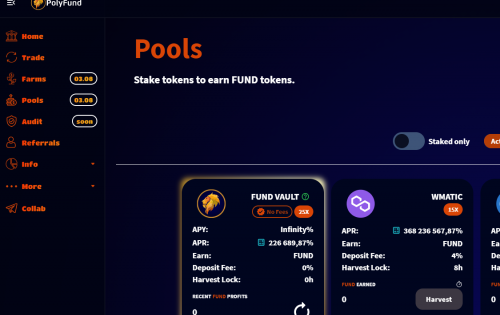 PolyFund
Home
Trade
Farms 03.08
Pools 03.08
Audit soon
Referrals
Info
More
Collab
Pools
Stake tokens to earn FUND tokens.
Staked only
FUND VAULT
No Fees 25X
APY: Infinity%
APR: 226 689,87%
Earn: FUND
Deposit Fee: 0%
Harvest Lock: 0h
RECENT FUND PROFITS
0
WMATIC
15X
APR: 368 236 567,87%
Earn: FUND
Deposit Fee: 4%
Harvest Lock: 8h
FUND EARNED
0 Harvest